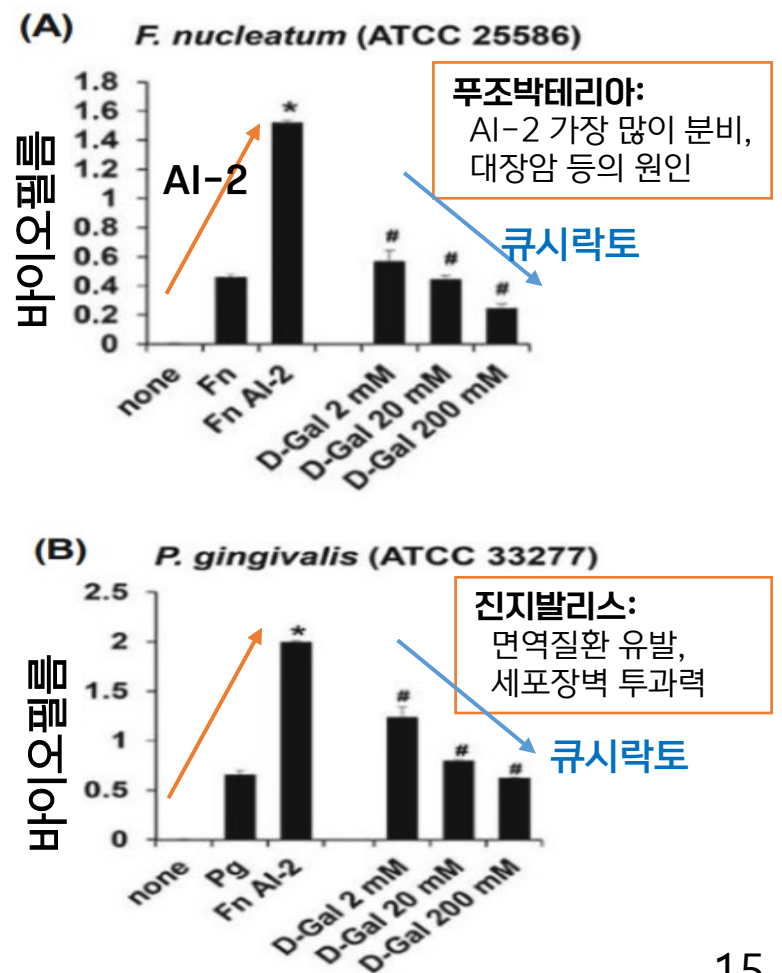 (A) F. nucleatum (ATCC 25586)
푸조박테리아:
AI-2 가장 많이 분비,
대장암 등의 원인
바이오필름
1.8
1.6
1.4
1.2
1
0.8
0.6
0.4
0.2
0
AI-2
*
#
#
#
큐시락토
none
Fn
Fn AI-2
D-Gal 2 mM
D-Gal 20 mM
D-Gal 200 mM
(B) P. gingivalis (ATCC 33277)
진지발리스:
면역질환 유발,
세포장벽 투과력
바이오필름
2.5
2
1.5
1
0.5
0
*
#
#
#
큐시락토
none
Pg
Fn AI-2
D-Gal 2 mM
D-Gal 20 mM
D-Gal 200 mM
15